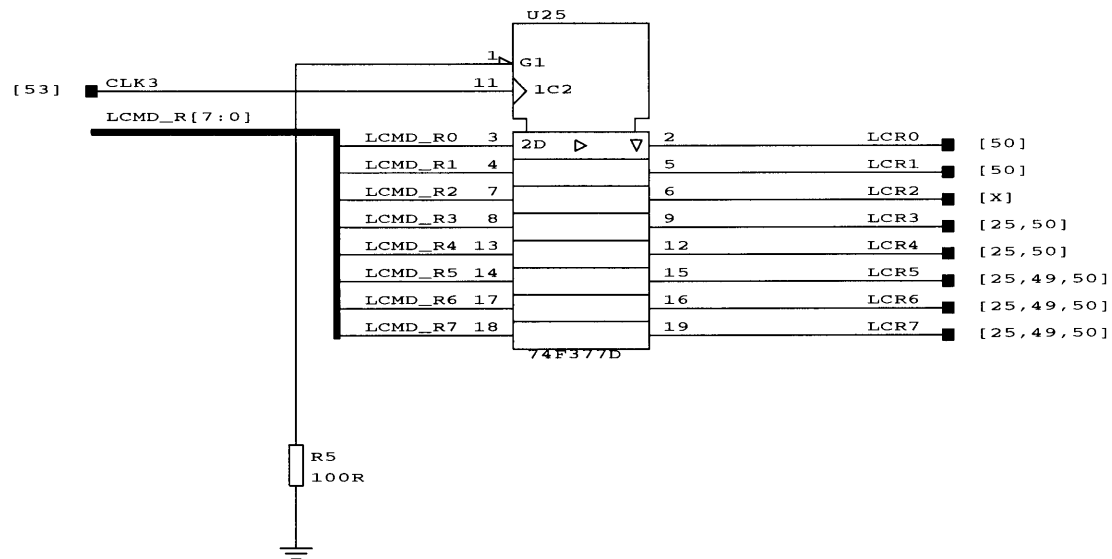 U25
1 G1
[53] CLK3 11 1C2
LCMD_R[7:0]
LCMD_R0 3 2D 2 LCR0 [50]
LCMD_R1 4 5 LCR1 [50]
LCMD_R2 7 6 LCR2 [X]
LCMD_R3 8 9 LCR3 [25,50]
LCMD_R4 13 12 LCR4 [25,50]
LCMD_R5 14 15 LCR5 [25,49,50]
LCMD_R6 17 16 LCR6 [25,49,50]
LCMD_R7 18 19 LCR7 [25,49,50]
74F377D
R5
100R